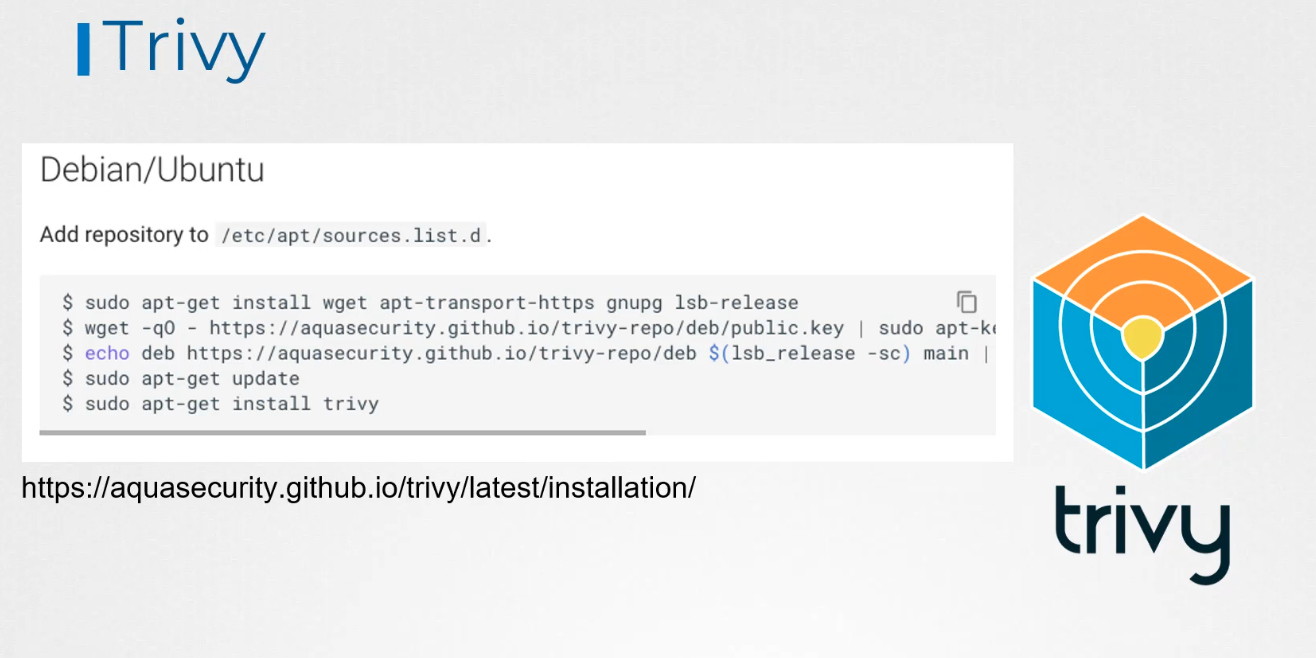 Trivy
Debian/Ubuntu
Add repository to /etc/apt/sources.list.d.
$ sudo apt-get install wget apt-transport-https gnupg lsb-release
$ wget -qO - https://aquasecurity.github.io/trivy-repo/deb/public.key | sudo apt-ke
$ echo deb https://aquasecurity.github.io/trivy-repo/deb $(lsb_release -sc) main |
$ sudo apt-get update
$ sudo apt-get install trivy
https://aquasecurity.github.io/trivy/latest/installation/
trivy